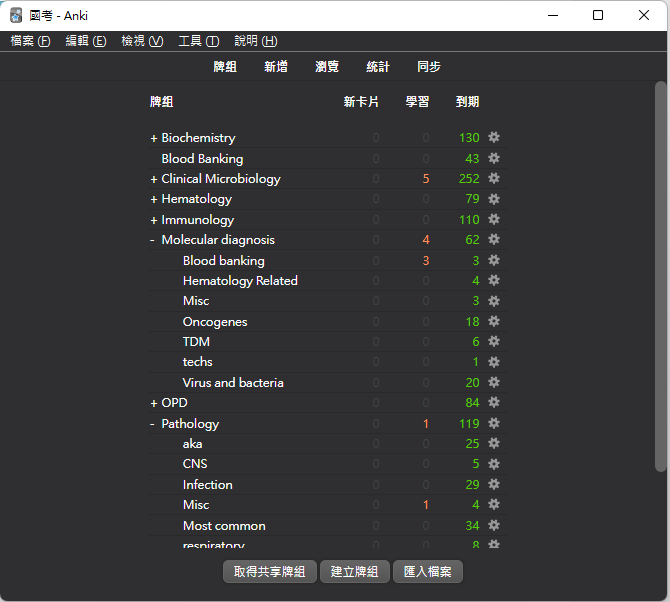 國考 - Anki
檔案 (F) 編輯 (E) 檢視 (V) 工具 (T) 說明 (H)
牌組 新增 瀏覽 統計 同步
牌組 新卡片 學習 到期
+ Biochemistry 0 0 130
Blood Banking 0 0 43
+ Clinical Microbiology 0 5 252
+ Hematology 0 0 79
+ Immunology 0 0 110
- Molecular diagnosis 0 4 62
Blood banking 0 3 3
Hematology Related 0 0 4
Misc 0 0 3
Oncogenes 0 0 18
TDM 0 0 6
techs 0 0 1
Virus and bacteria 0 0 20
+ OPD 0 0 84
- Pathology 0 1 119
aka 0 0 25
CNS 0 0 5
Infection 0 0 29
Misc 0 1 4
Most common 0 0 34
respiratory 0 0 8
取得共享牌組 建立牌組 匯入檔案